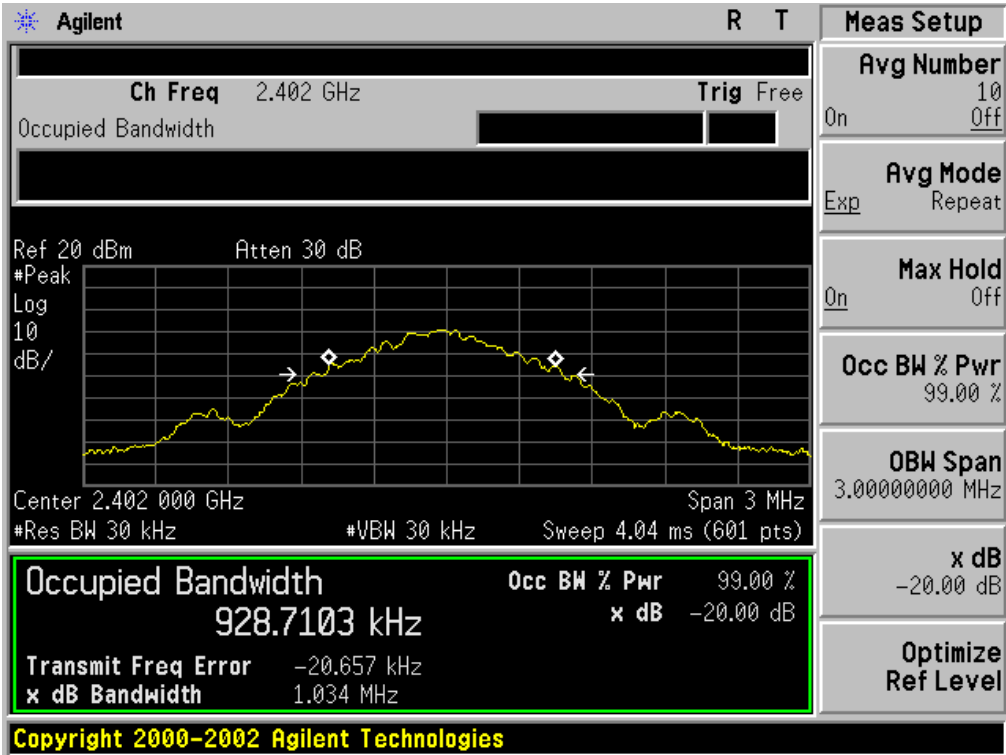 Agilent R T
Ch Freq 2.402 GHz Trig Free
Occupied Bandwidth
Ref 20 dBm Atten 30 dB
#Peak
Log
10
dB/
Center 2.402 000 GHz Span 3 MHz
#Res BW 30 kHz #VBW 30 kHz Sweep 4.04 ms (601 pts)
Occupied Bandwidth
928.7103 kHz
Occ BW % Pwr 99.00 %
x dB -20.00 dB
Transmit Freq Error -20.657 kHz
x dB Bandwidth 1.034 MHz
Copyright 2000-2002 Agilent Technologies
Meas Setup
Avg Number
10
On Off
Avg Mode
Exp Repeat
Max Hold
On Off
Occ BW % Pwr
99.00 %
OBW Span
3.00000000 MHz
x dB
-20.00 dB
Optimize
Ref Level